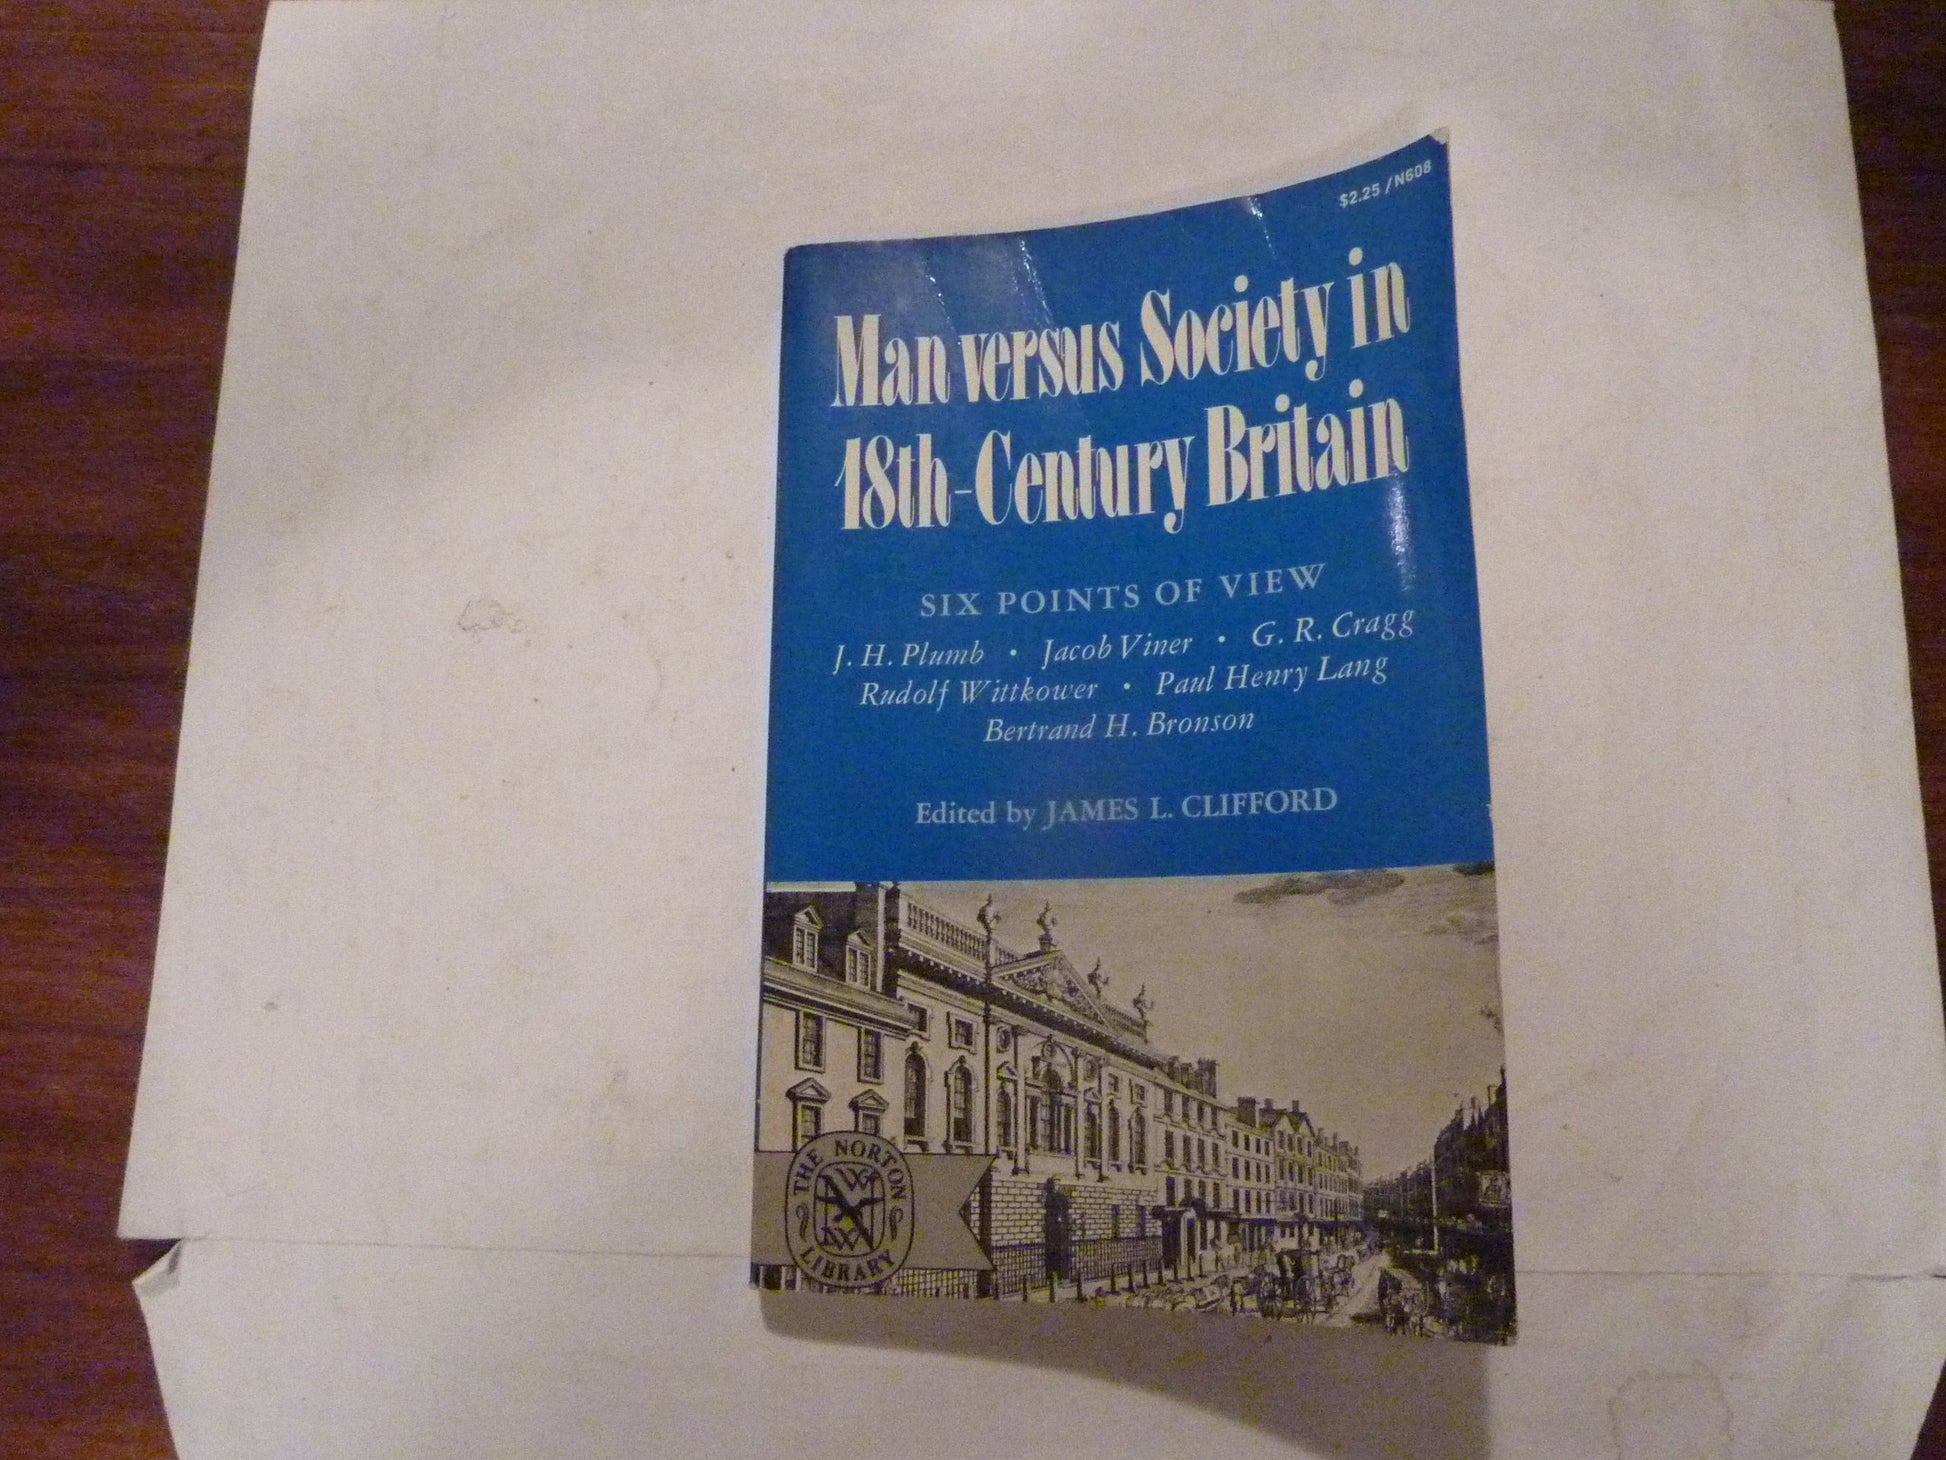 $2.25 / N608
Man versus Society in
18th-Century Britain
SIX POINTS OF VIEW
J. H. Plumb • Jacob Viner • G. R. Cragg
Rudolf Wittkower • Paul Henry Lang
Bertrand H. Bronson
Edited by JAMES L. CLIFFORD
THE NORTON
W W
N
LIBRARY